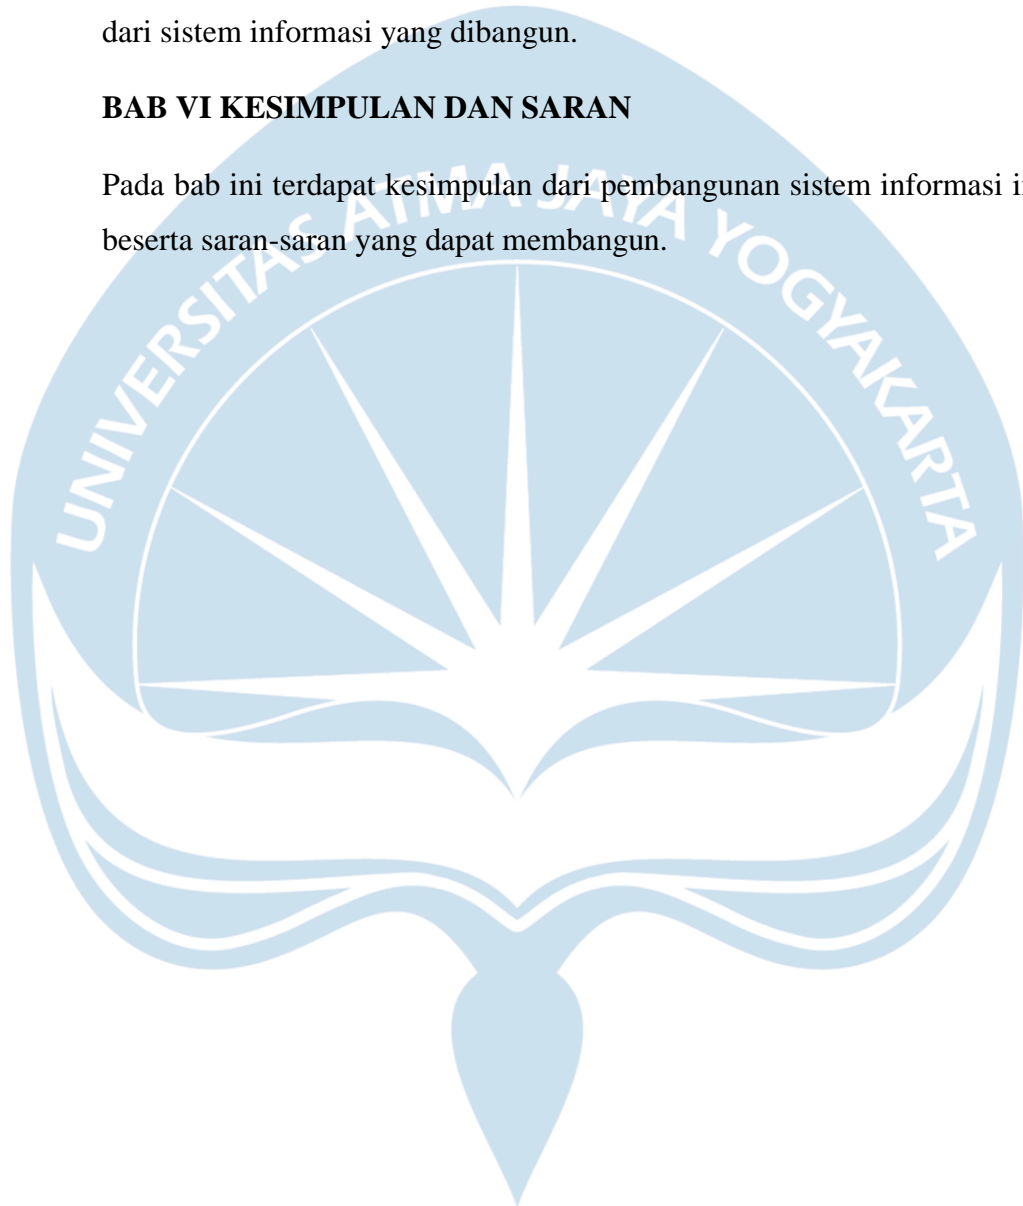 dari sistem informasi yang dibangun.
BAB VI KESIMPULAN DAN SARAN
Pada bab ini terdapat kesimpulan dari pembangunan sistem informasi
beserta saran-saran yang dapat membangun.
UNIVERSITAS ATMA JAYA YOGYAKARTA